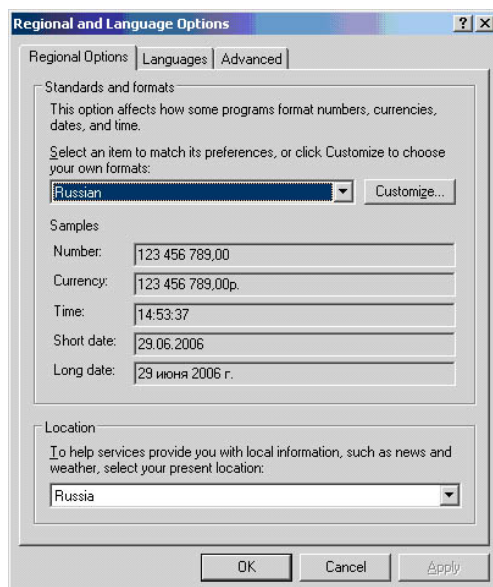 Regional and Language Options
Regional Options Languages Advanced
Standards and formats
This option affects how some programs format numbers, currencies,
dates, and time.
Select an item to match its preferences, or click Customize to choose
your own formats:
Russian Customize...
Samples
Number: 123 456 789,00
Currency: 123 456 789,00р.
Time: 14:53:37
Short date: 29.06.2006
Long date: 29 июня 2006 г.
Location
To help services provide you with local information, such as news and
weather, select your present location:
Russia
OK Cancel Apply